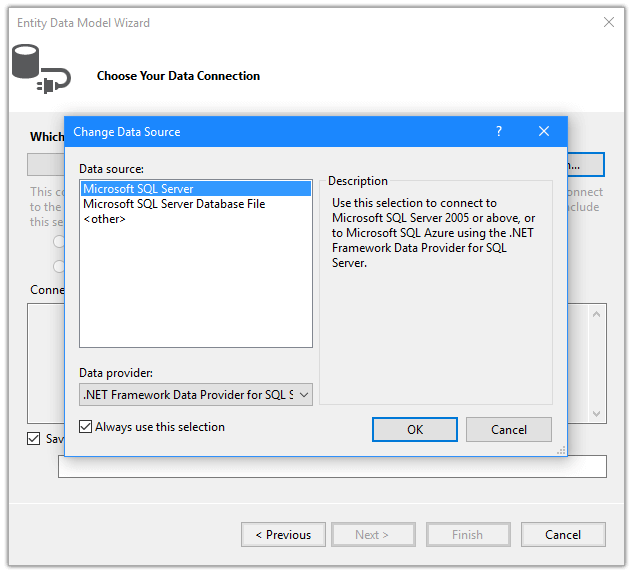 Entity Data Model Wizard
Choose Your Data Connection
Which
Change Data Source
?
Data source:
Microsoft SQL Server
Microsoft SQL Server Database File
<other>
Description
Use this selection to connect to
Microsoft SQL Server 2005 or above, or
to Microsoft SQL Azure using the .NET
Framework Data Provider for SQL
Server.
Data provider:
.NET Framework Data Provider for SQL S
Always use this selection
OK
Cancel
This co
onnect
to the
clude
this se
Conne
Sav
< Previous
Next >
Finish
Cancel